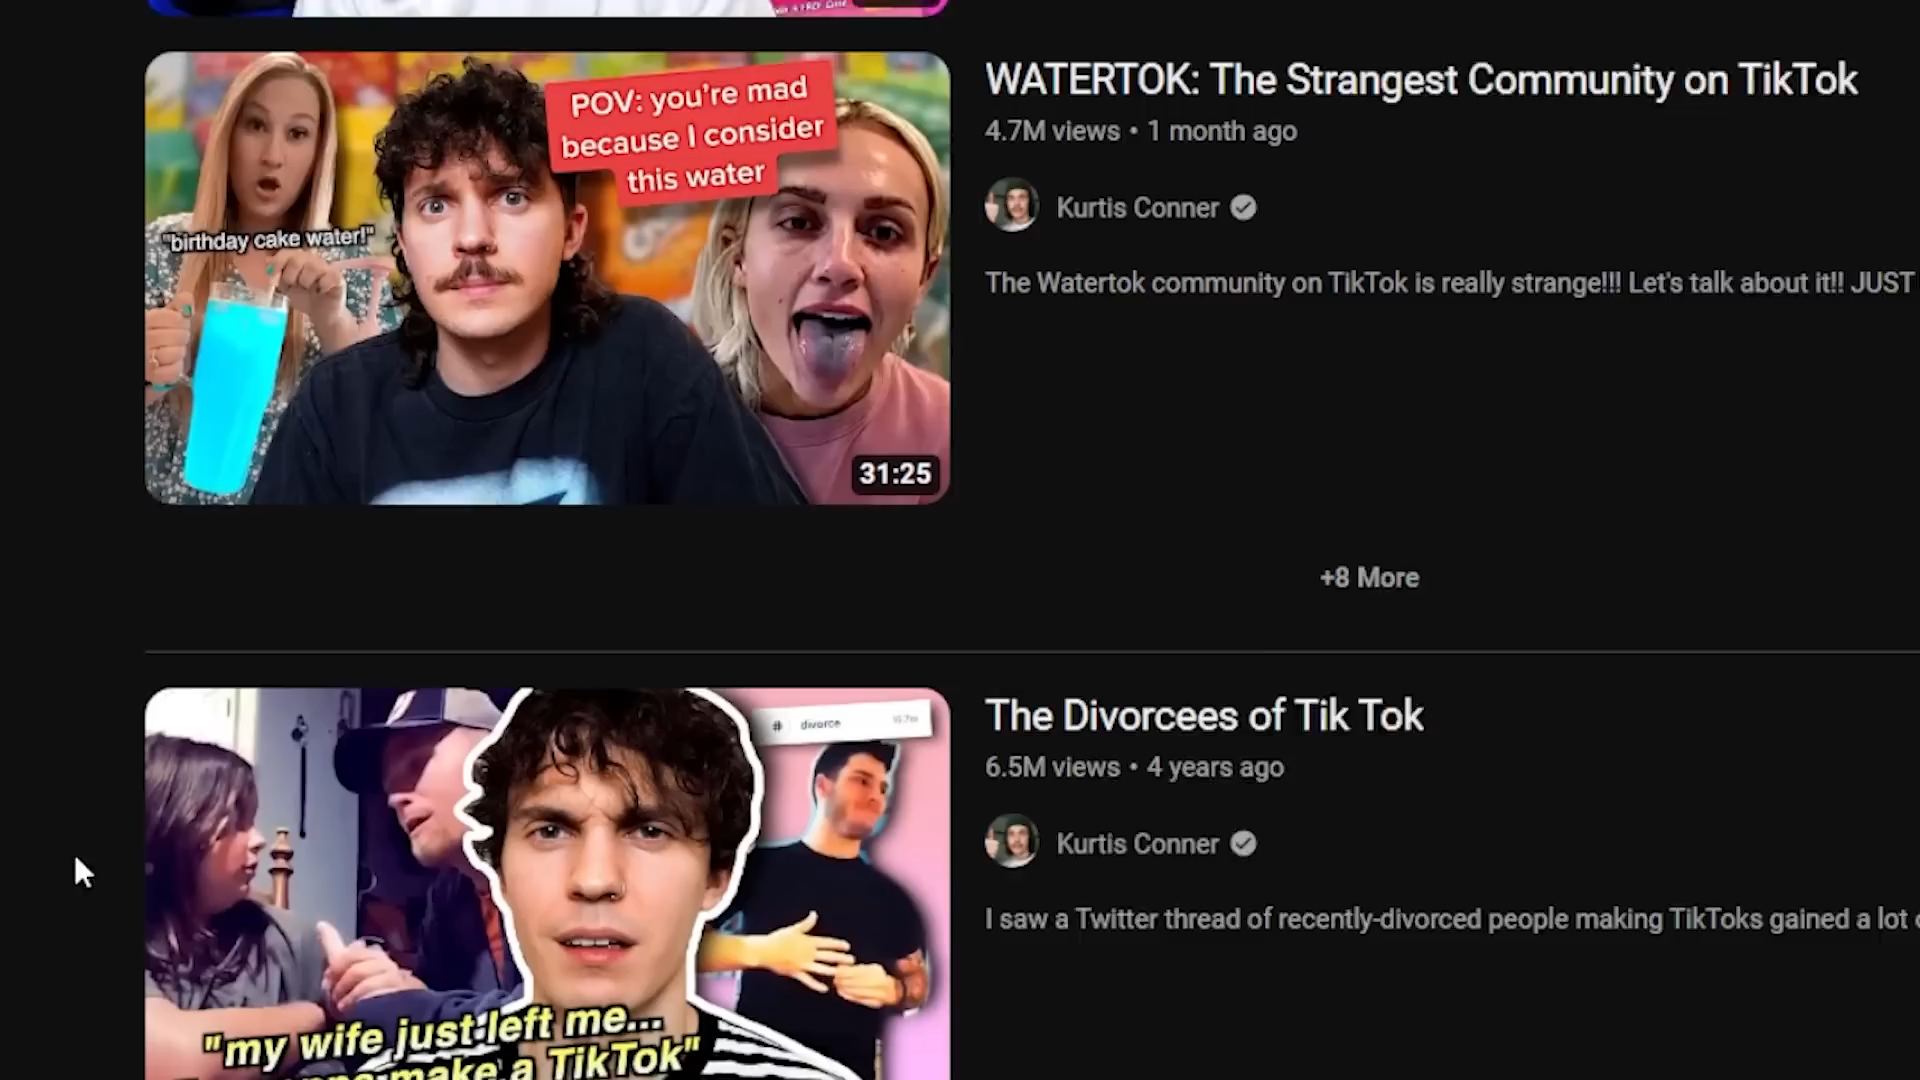 POV: you're mad
because I consider
this water
"birthday cake water!"
31:25
WATERTOK: The Strangest Community on TikTok
4.7M views • 1 month ago
Kurtis Conner
The Watertok community on TikTok is really strange!!! Let's talk about it!! JUST
+8 More
# divorce
"my wife just left me...
make a TikTok"
The Divorcees of Tik Tok
6.5M views • 4 years ago
Kurtis Conner
I saw a Twitter thread of recently-divorced people making TikToks gained a lot